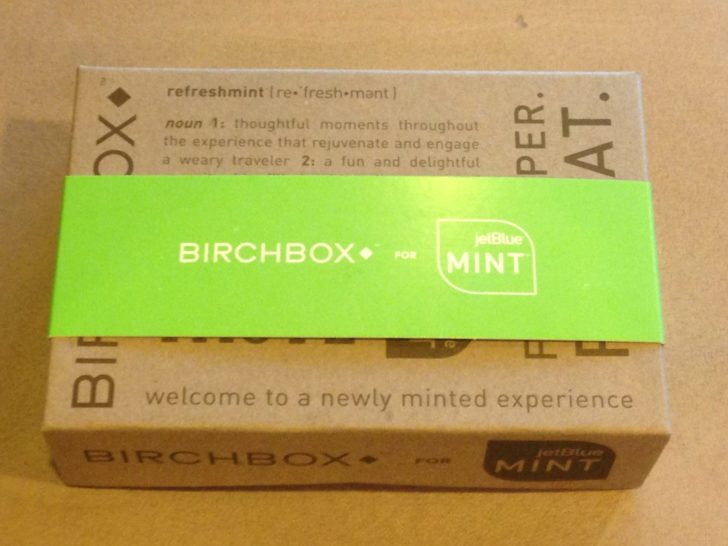 refreshmint (re•'fresh•mənt)
noun 1: thoughtful moments throughout
the experience that rejuvenate and engage
a weary traveler 2: a fun and delightful
PER.
AT.
BIRCHBOX FOR jetBlue MINT
welcome to a newly minted experience
BIRCHBOX FOR jetBlue MINT